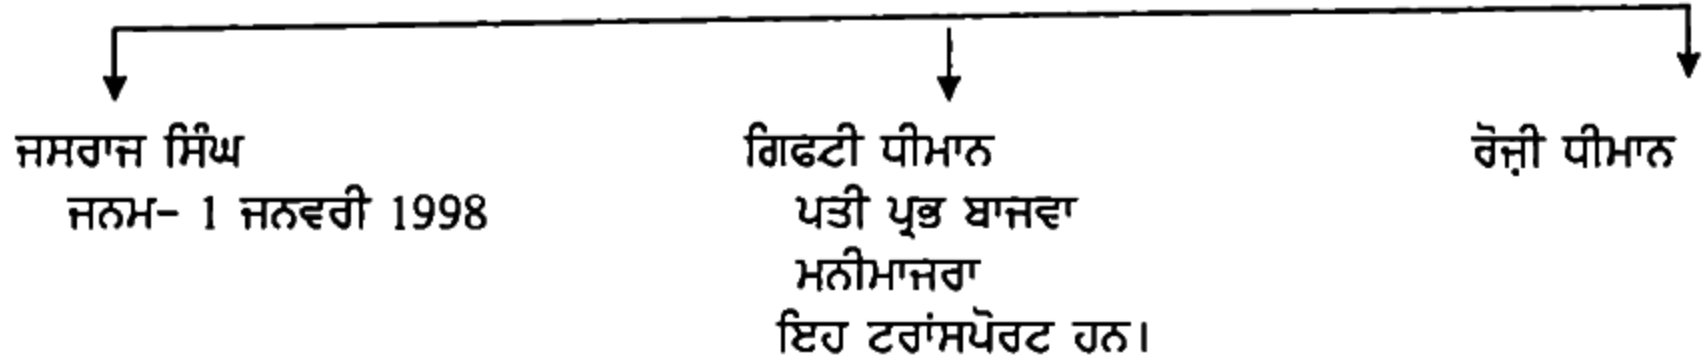 ਜਸਰਾਜ ਸਿੰਘ
ਜਨਮ- 1 ਜਨਵਰੀ 1998
ਗਿਫਟੀ ਧੀਮਾਨ
ਪਤੀ ਪ੍ਰਭ ਬਾਜਵਾ
ਮਨੀਮਾਜਰਾ
ਇਹ ਟਰਾਂਸਪੋਰਟ ਹਨ।
ਰੋਜ਼ੀ ਧੀਮਾਨ